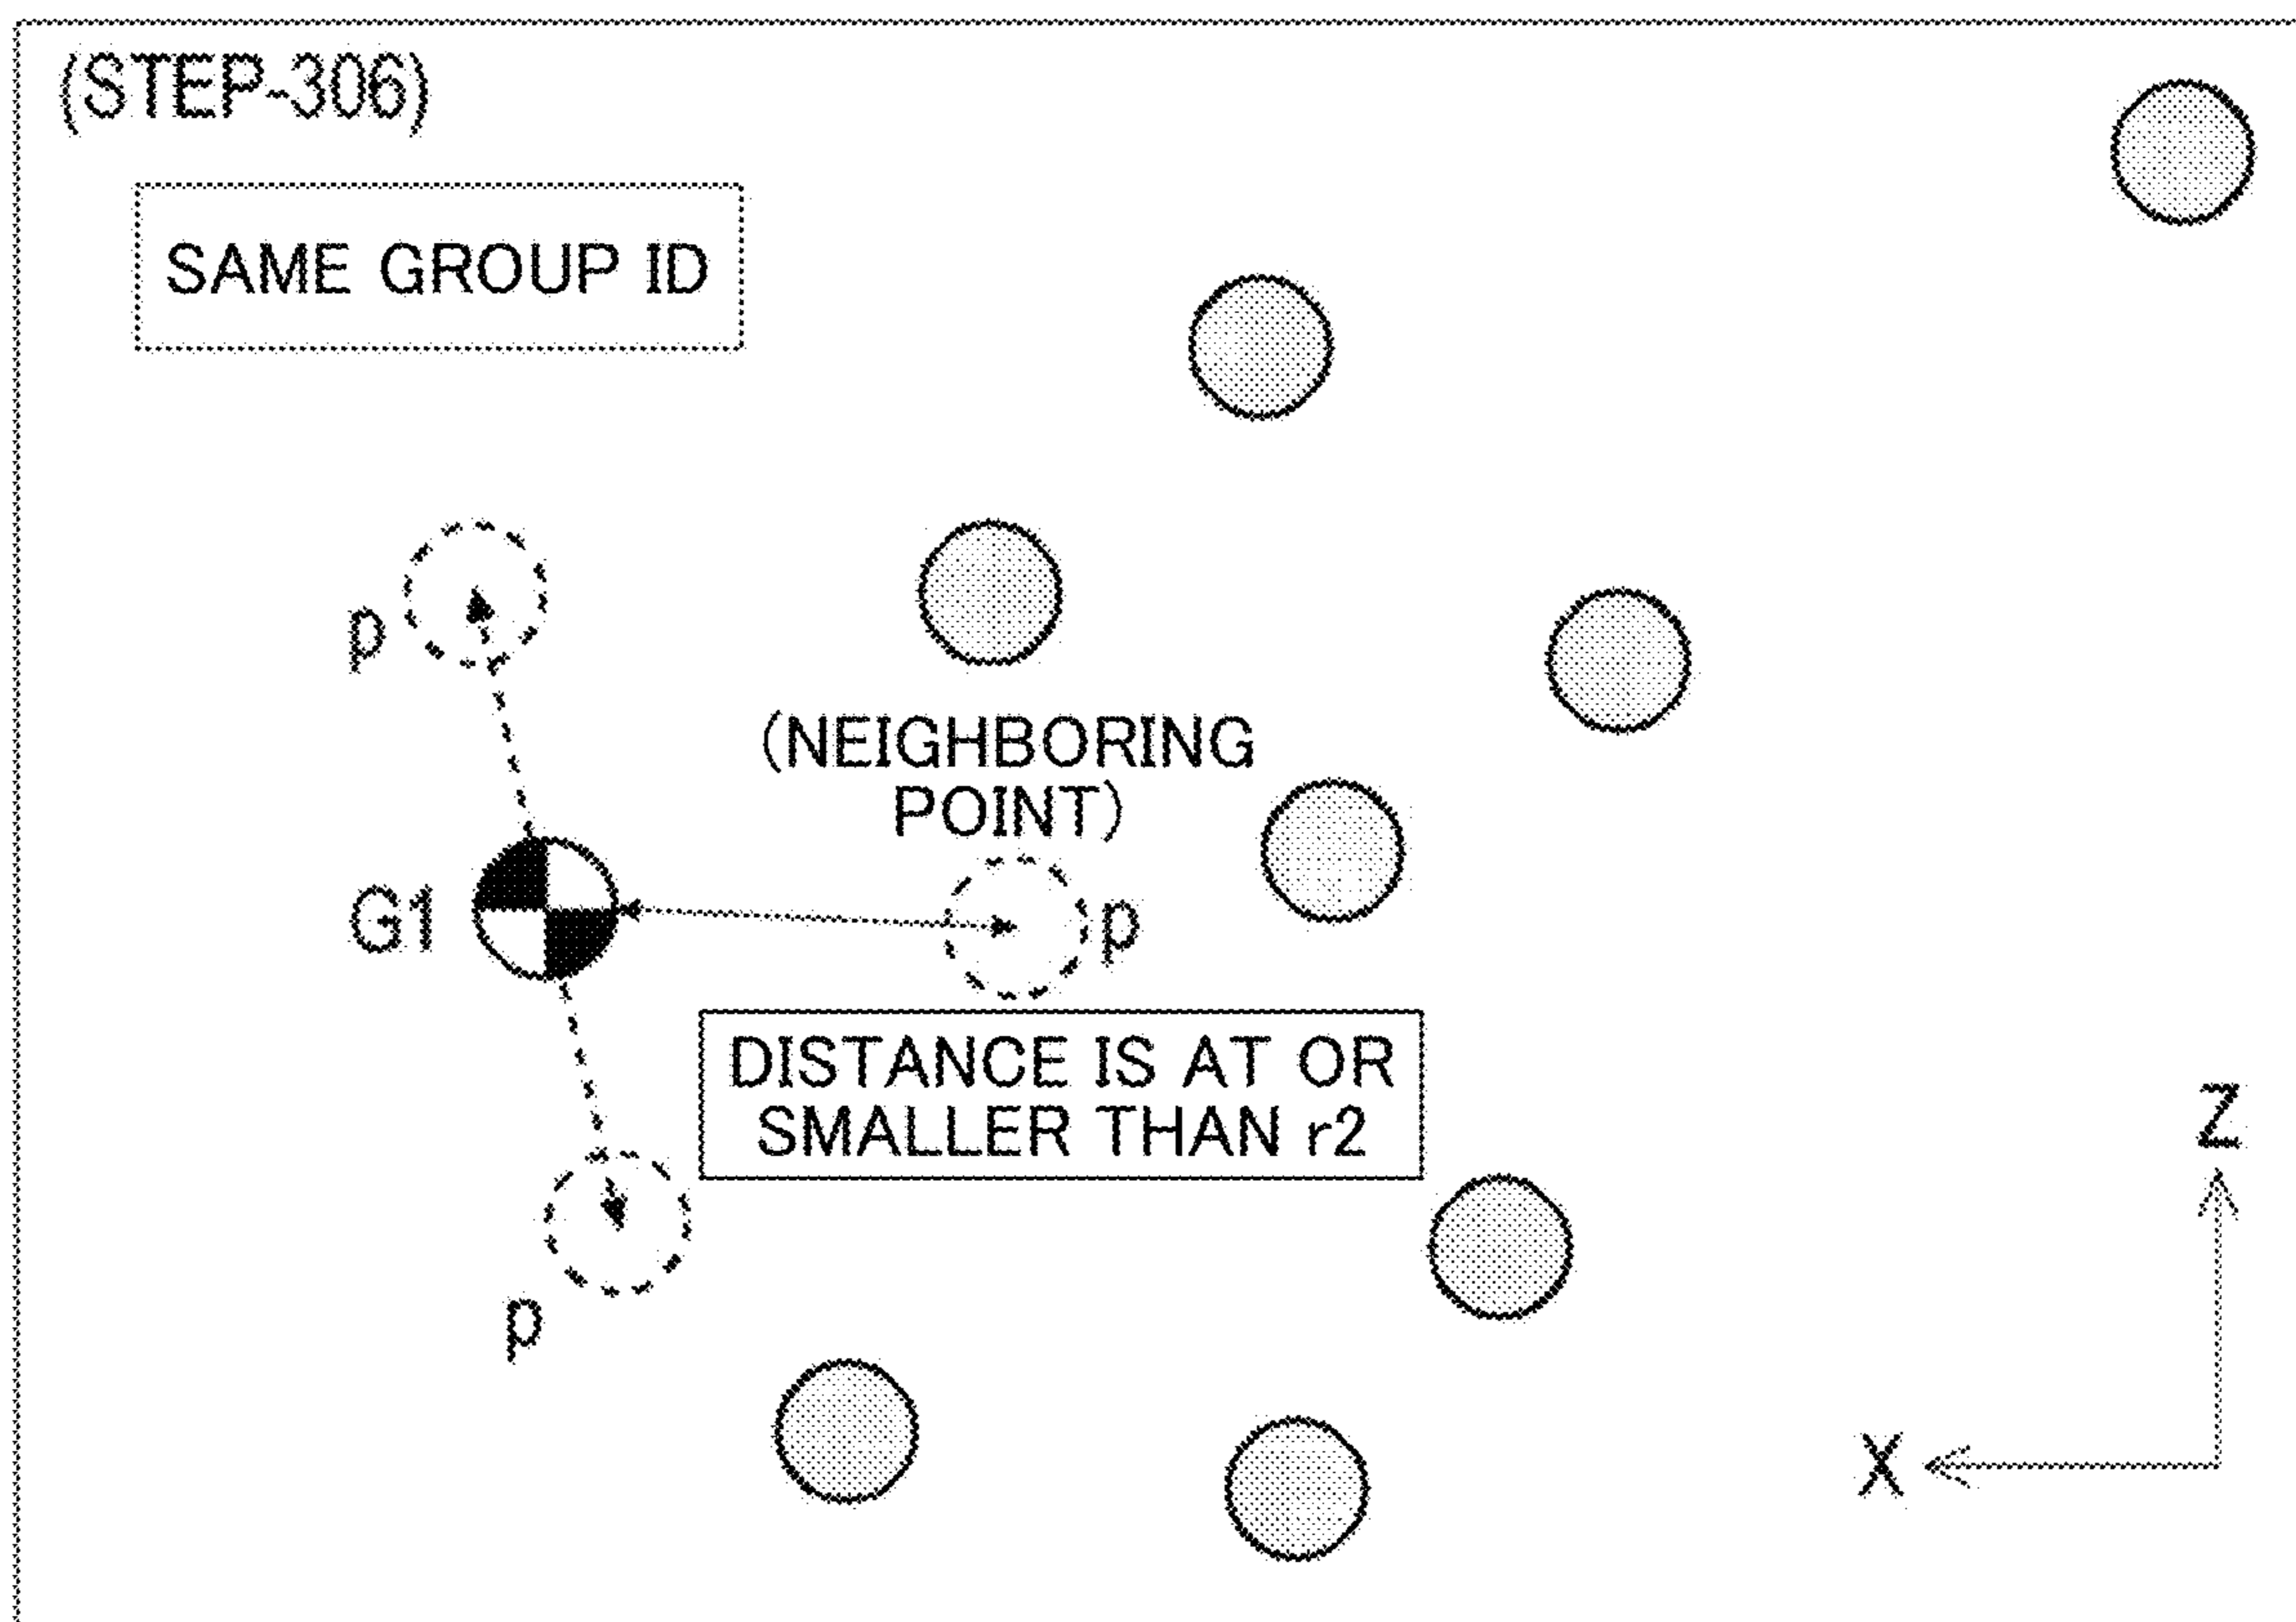 (STEP-306)
SAME GROUP ID
p
(NEIGHBORING
POINT)
G1
p
DISTANCE IS AT OR
SMALLER THAN r2
p
Z
X